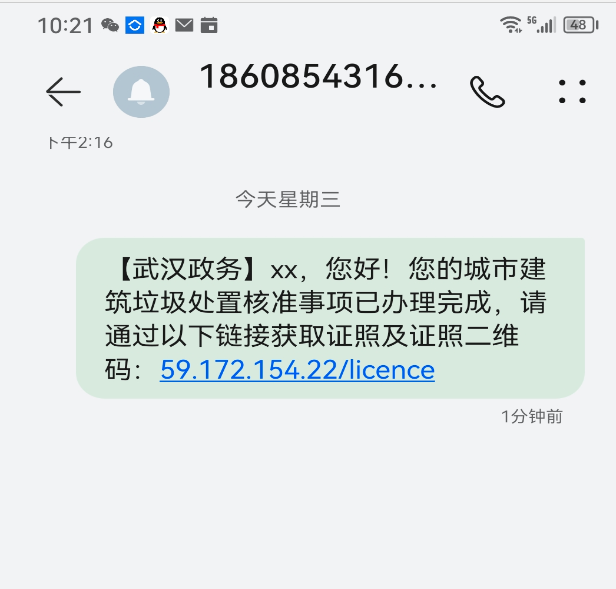 10:21
5G
48
1860854316...
下午2:16
今天星期三
【武汉政务】xx，您好！您的城市建
筑垃圾处置核准事项已办理完成，请
通过以下链接获取证照及证照二维
码：59.172.154.22/licence
1分钟前